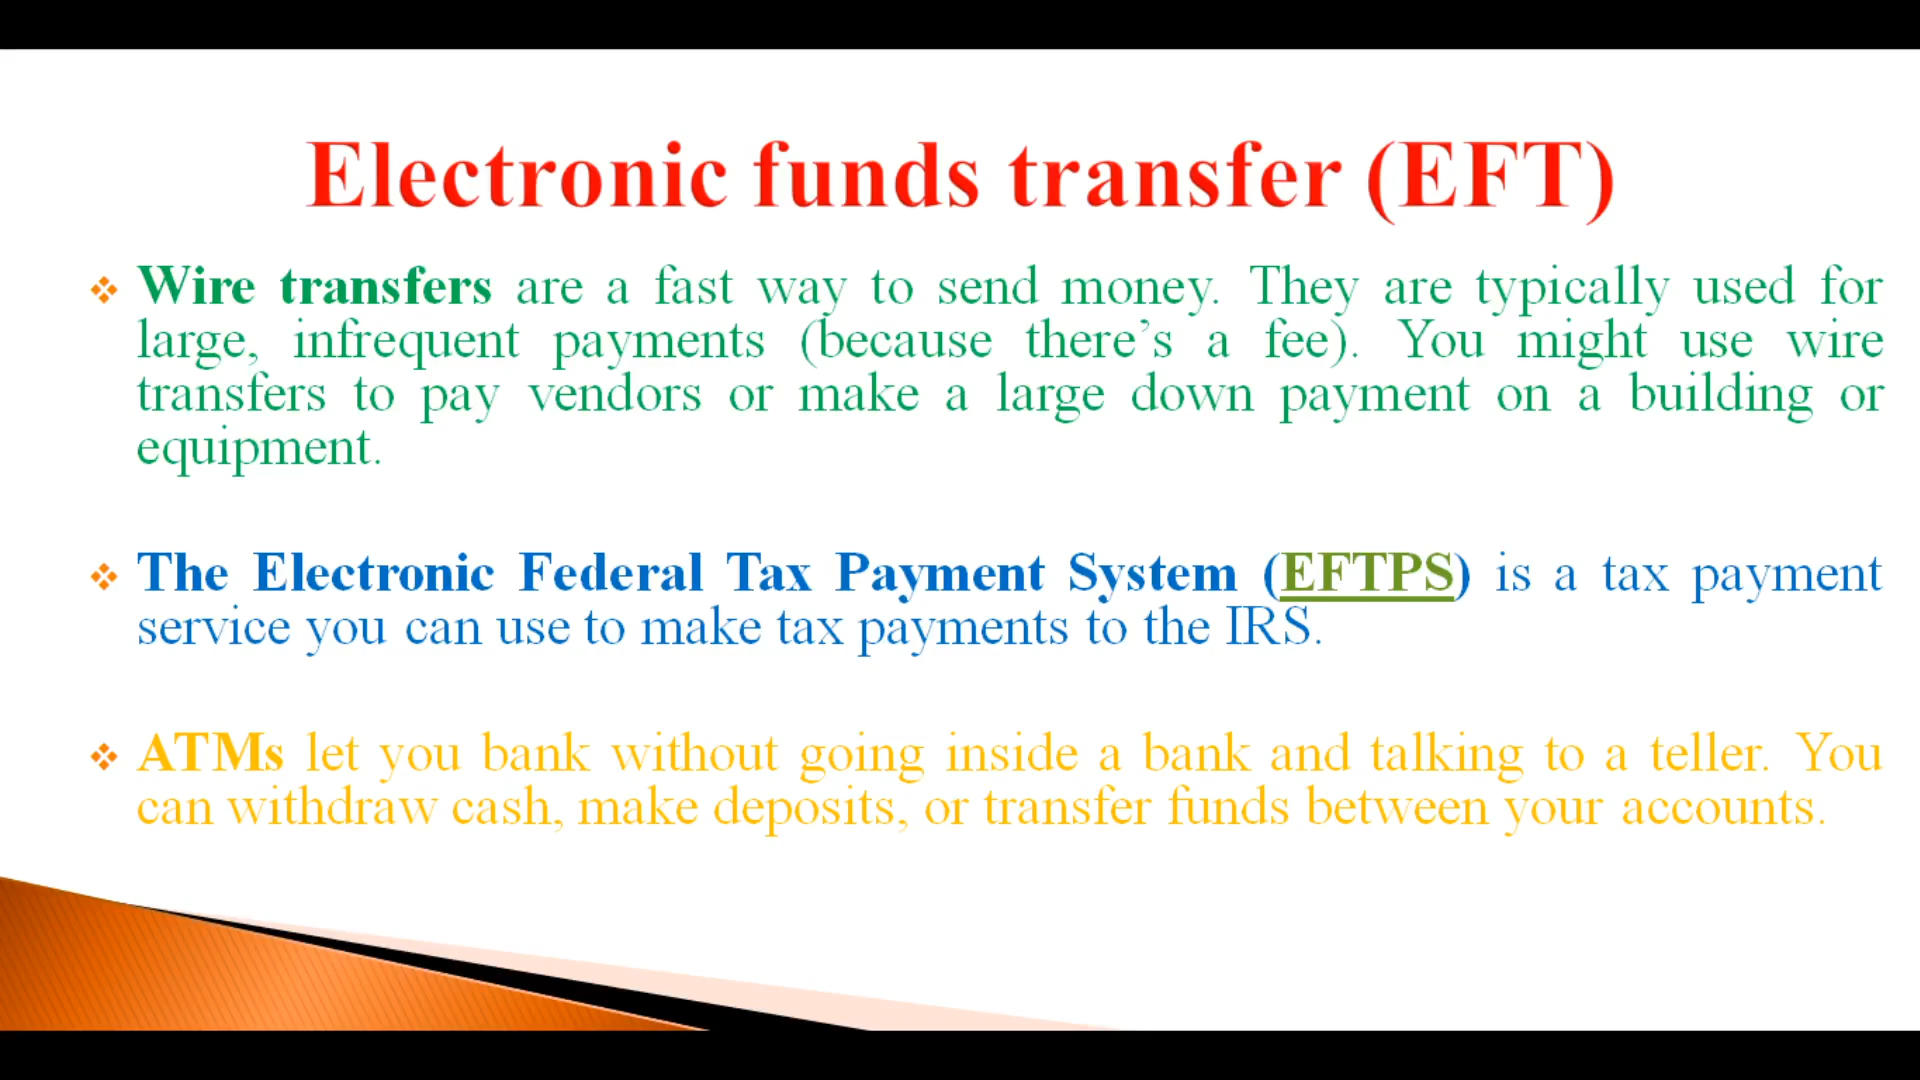 Electronic funds transfer (EFT)
Wire transfers are a fast way to send money. They are typically used for
large, infrequent payments (because there’s a fee). You might use wire
transfers to pay vendors or make a large down payment on a building or
equipment.
The Electronic Federal Tax Payment System (EFTPS) is a tax payment
service you can use to make tax payments to the IRS.
ATMs let you bank without going inside a bank and talking to a teller. You
can withdraw cash, make deposits, or transfer funds between your accounts.